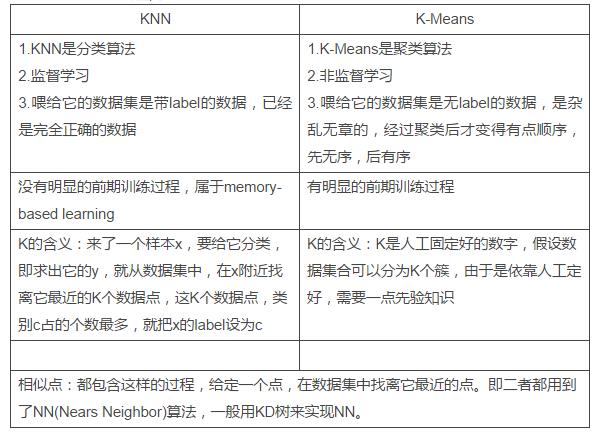 KNN
K-Means
1.KNN是分类算法
2.监督学习
3.喂给它的数据集是带label的数据，已经
是完全正确的数据
1.K-Means是聚类算法
2.非监督学习
3.喂给它的数据集是无label的数据，是杂
乱无章的，经过聚类后才变得有点顺序，
先无序，后有序
没有明显的前期训练过程，属于memory-
based learning
有明显的前期训练过程
K的含义：来了一个样本x，要给它分类，
即求出它的y，就从数据集中，在x附近找
离它最近的K个数据点，这K个数据点，类
别c占的个数最多，就把x的label设为c
K的含义：K是人工固定好的数字，假设数
据集合可以分为K个簇，由于是依靠人工定
好，需要一点先验知识
相似点：都包含这样的过程，给定一个点，在数据集中找离它最近的点。即二者都用到
了NN(Nears Neighbor)算法，一般用KD树来实现NN。